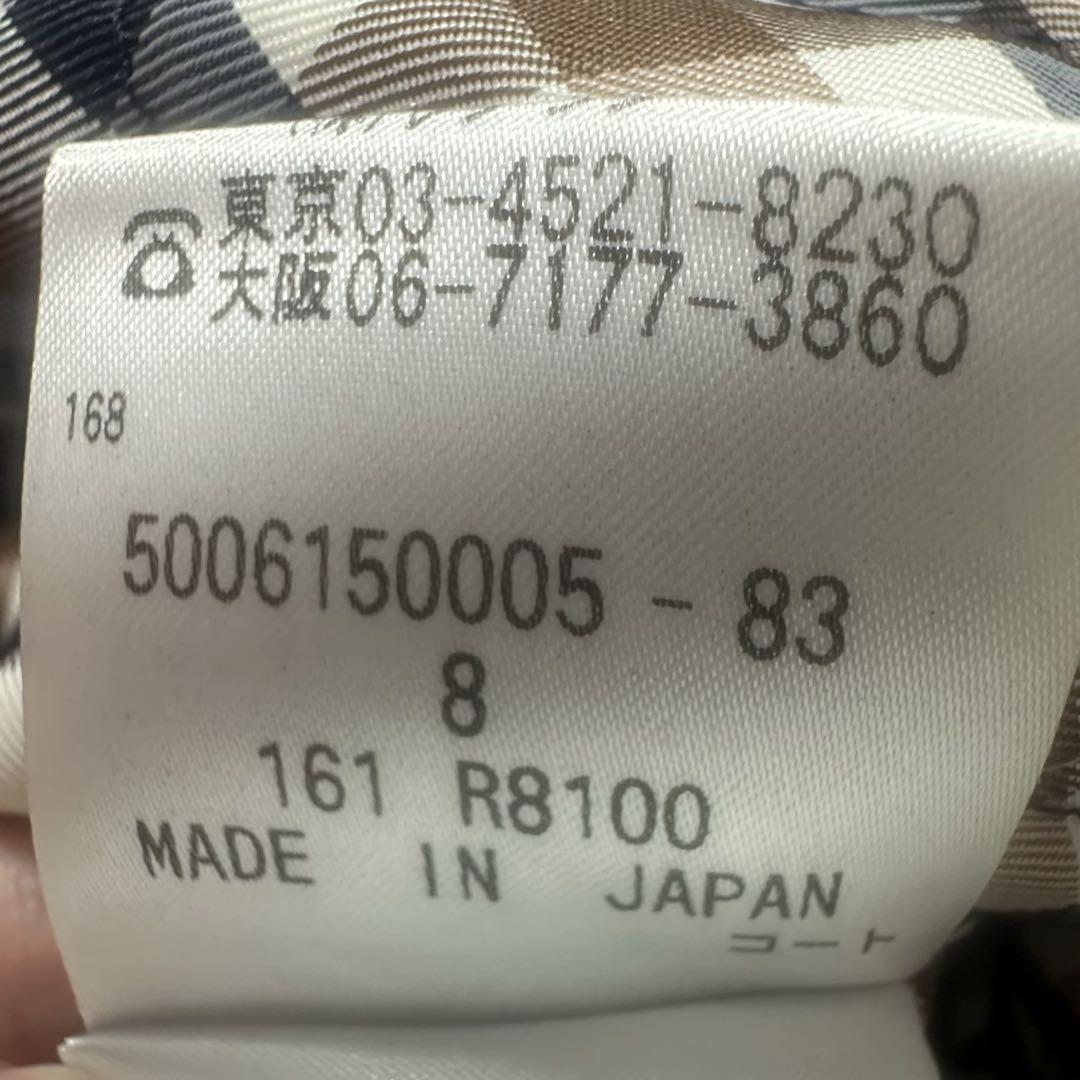 ☎ 東京03-4521-8230
大阪06-7177-3860
168
5006150005 - 83
8
161 R8100
MADE IN JAPAN
コート